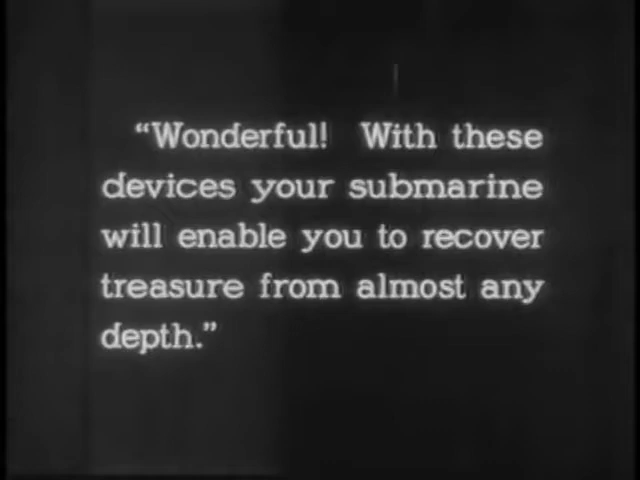 “Wonderful! With these
devices your submarine
will enable you to recover
treasure from almost any
depth.”